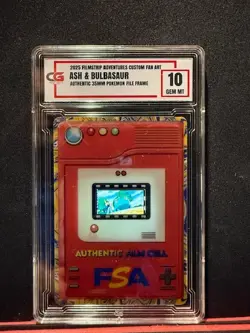 2025 FILMSTRIP ADVENTURES CUSTOM FAN ART
ASH & BULBASAUR
AUTHENTIC 35MM POKEMON FILE FRAME
CG
10
GEM MT
AUTHENTIC FILM CELL
FSA